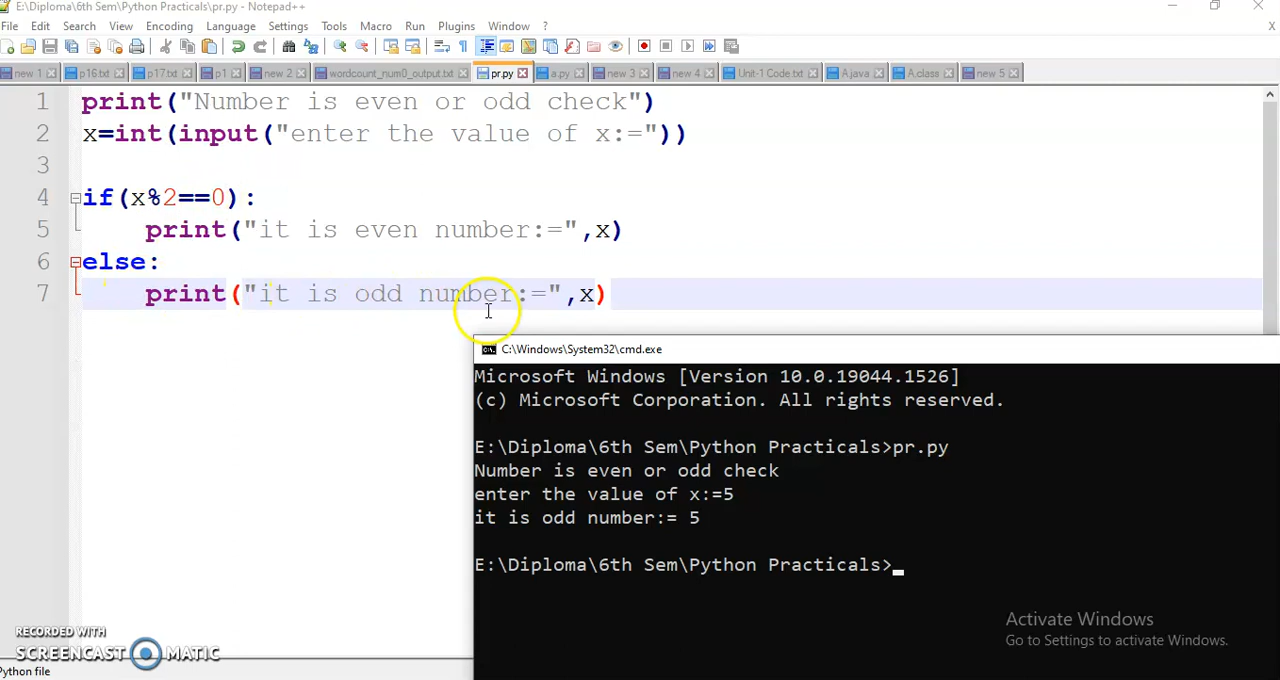 E:\Diploma\6th Sem\Python Practicals\pr.py - Notepad++
File Edit Search View Encoding Language Settings Tools Macro Run Plugins Window ?
X
new 1 p16.txt p17.txt p1 new 2 wordcount_num0_output.txt pr.py a.py new 3 new 4 Unit-1 Code.txt A.java A.class new 5
1 print("Number is even or odd check")
2 x=int(input("enter the value of x:="))
3
4 if(x%2==0):
5 print("it is even number:=",x)
6 else:
7 print("it is odd number:=",x)
C:\Windows\System32\cmd.exe
Microsoft Windows [Version 10.0.19044.1526]
(c) Microsoft Corporation. All rights reserved.
E:\Diploma\6th Sem\Python Practicals>pr.py
Number is even or odd check
enter the value of x:=5
it is odd number:= 5
E:\Diploma\6th Sem\Python Practicals>
Activate Windows
Go to Settings to activate Windows.
RECORDED WITH
SCREENCAST MATIC
Python file